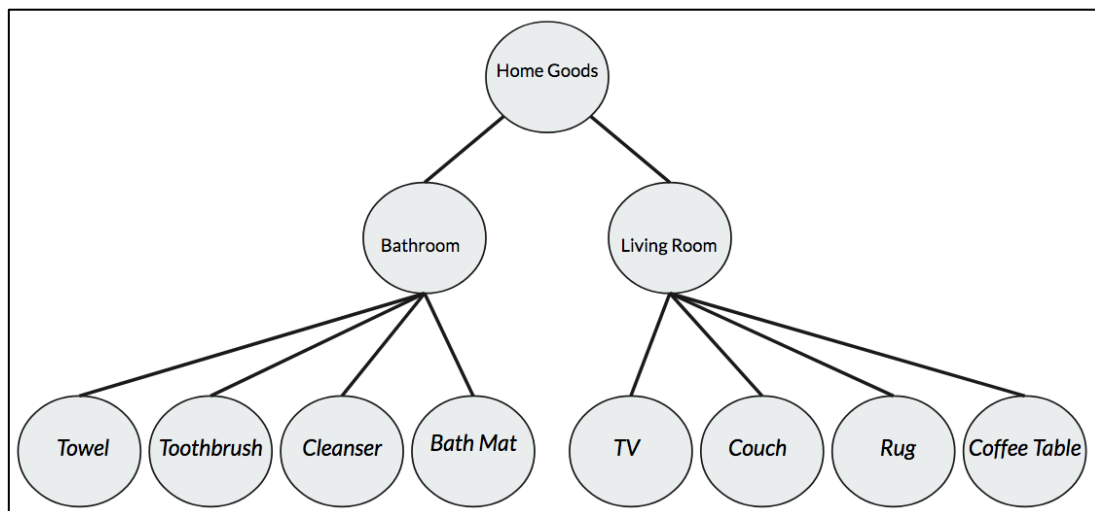 Home Goods
Bathroom
Living Room
Towel
Toothbrush
Cleanser
Bath Mat
TV
Couch
Rug
Coffee Table